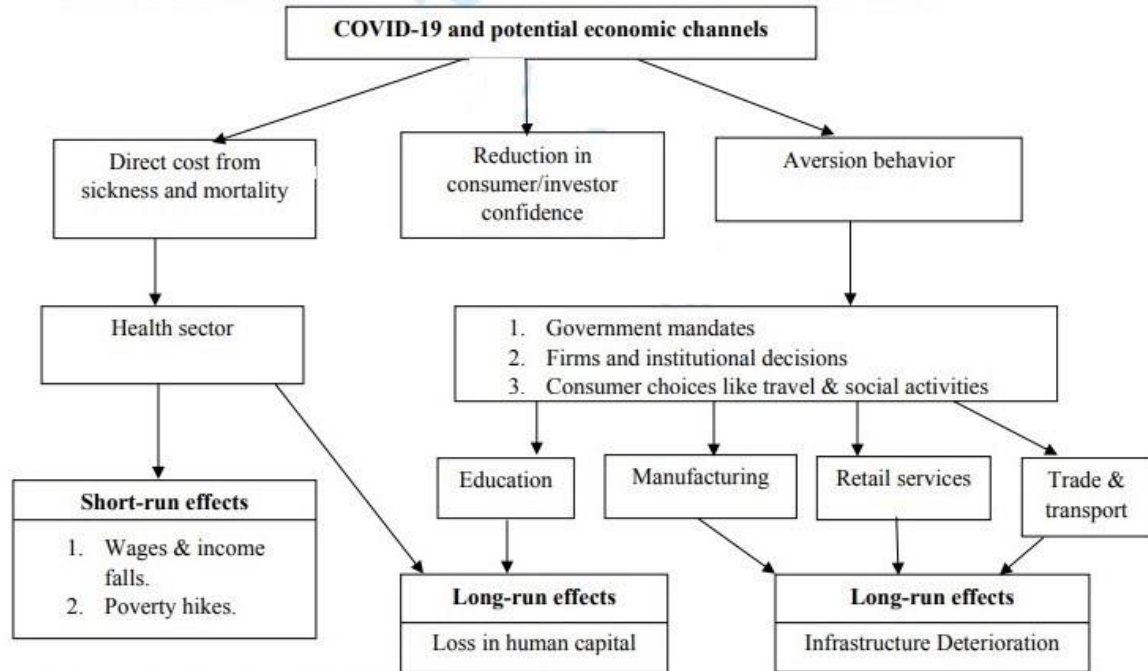 COVID-19 and potential economic channels
Direct cost from
sickness and mortality
Reduction in
consumer/investor
confidence
Aversion behavior
Health sector
1. Government mandates
2. Firms and institutional decisions
3. Consumer choices like travel & social activities
Education
Manufacturing
Retail services
Trade &
transport
Short-run effects
1. Wages & income
falls.
2. Poverty hikes.
Long-run effects
Loss in human capital
Long-run effects
Infrastructure Deterioration